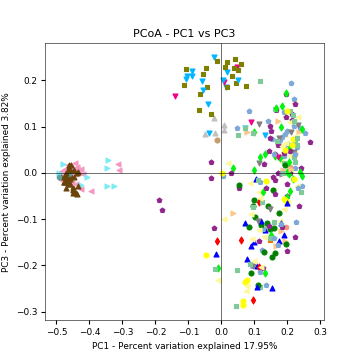 PCoA - PC1 vs PC3
PC3 - Percent variation explained 3.82%
0.2
0.1
0.0
−0.1
−0.2
−0.3
−0.5 −0.4 −0.3 −0.2 −0.1 0.0 0.1 0.2 0.3
PC1 - Percent variation explained 17.95%